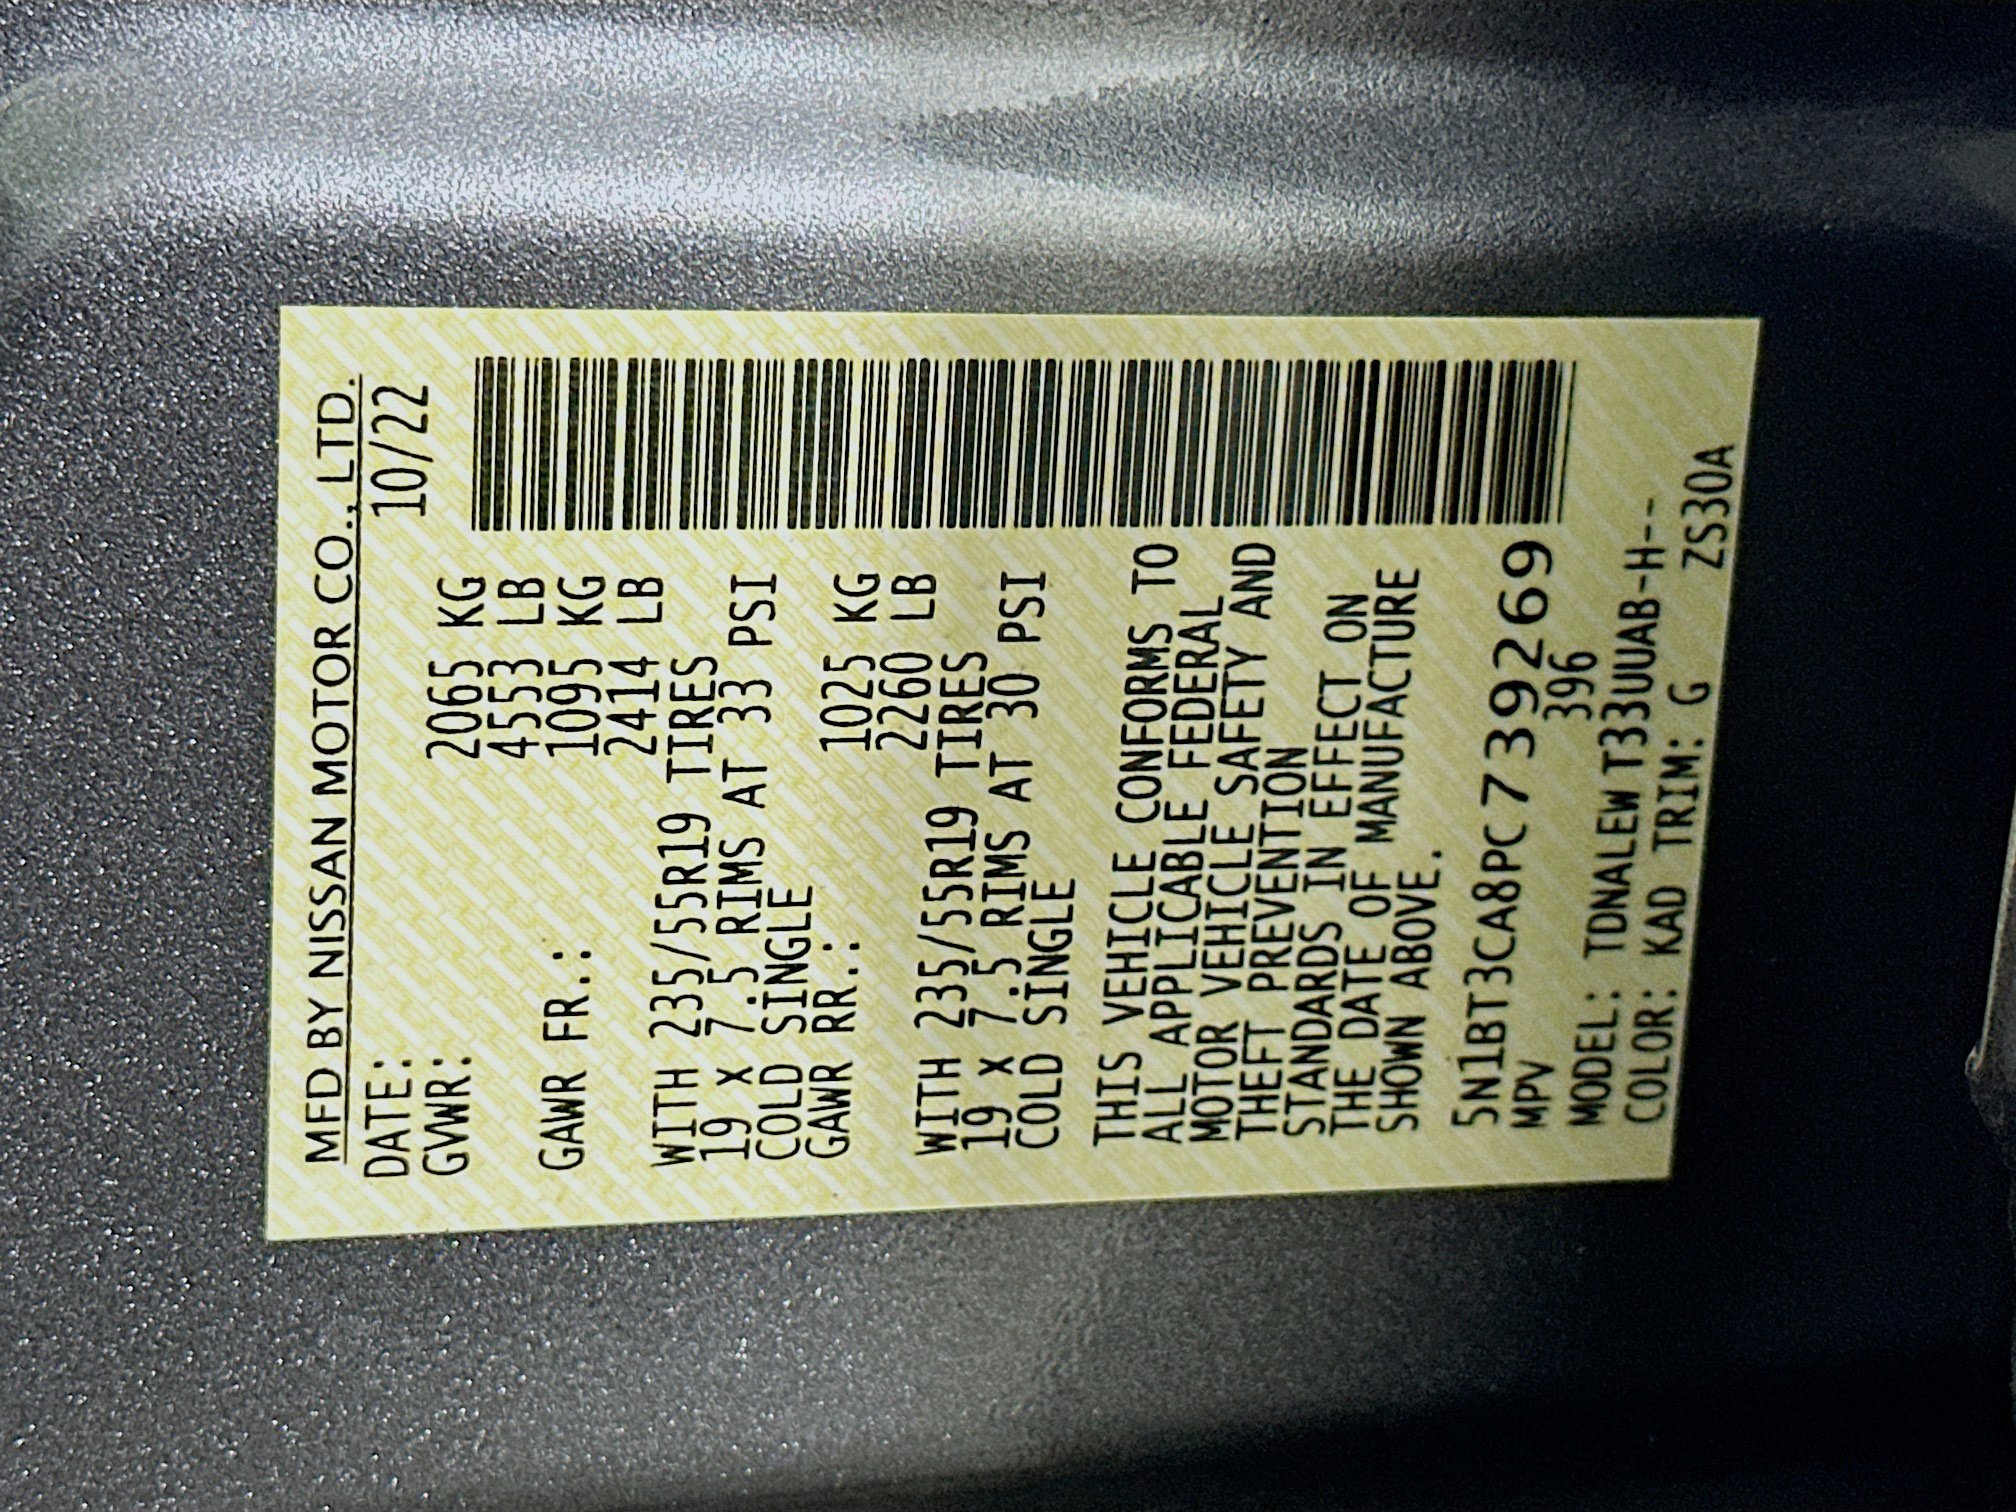 MFD BY NISSAN MOTOR CO., LTD.
DATE: 10/22
GVWR: 2065 KG
4553 LB
GAWR FR.: 1095 KG
2414 LB
WITH 235/55R19 TIRES
19 X 7.5 RIMS AT 33 PSI
COLD SINGLE
GAWR RR.: 1025 KG
2260 LB
WITH 235/55R19 TIRES
19 X 7.5 RIMS AT 30 PSI
COLD SINGLE
THIS VEHICLE CONFORMS TO
ALL APPLICABLE FEDERAL
MOTOR VEHICLE SAFETY AND
THEFT PREVENTION
STANDARDS IN EFFECT ON
THE DATE OF MANUFACTURE
SHOWN ABOVE.
5N1BT3CA8PC739269
MPV 396
MODEL: TDNALEWT33UUAB-H--
COLOR: KAD TRIM: G ZS30A